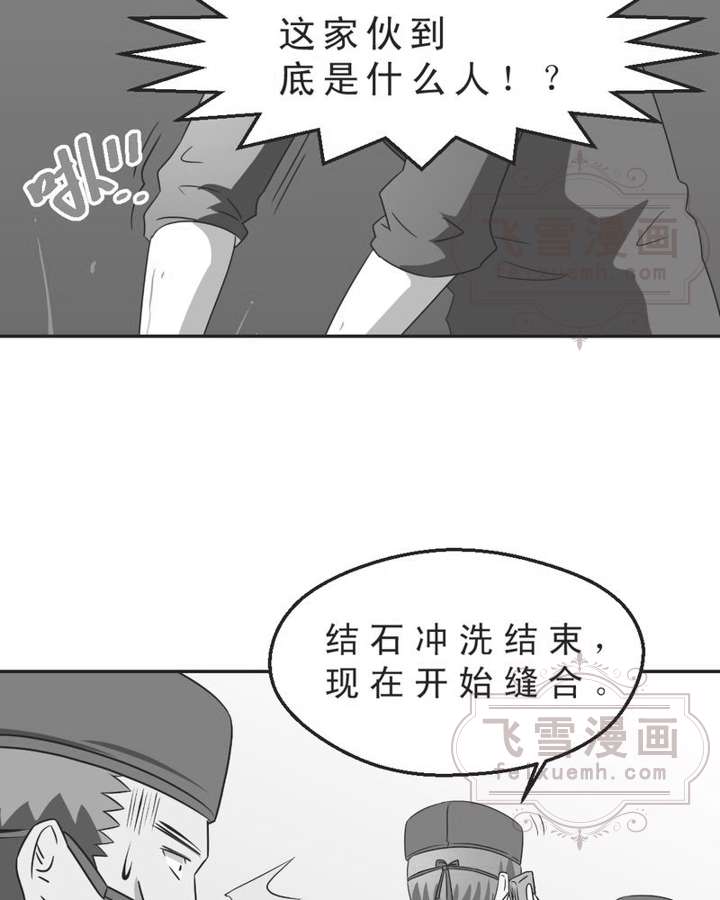 这家伙到
底是什么人！？
飞雪漫画
feixuemh.com
结石冲洗结束，
现在开始缝合。
飞雪漫画
feixuemh.com